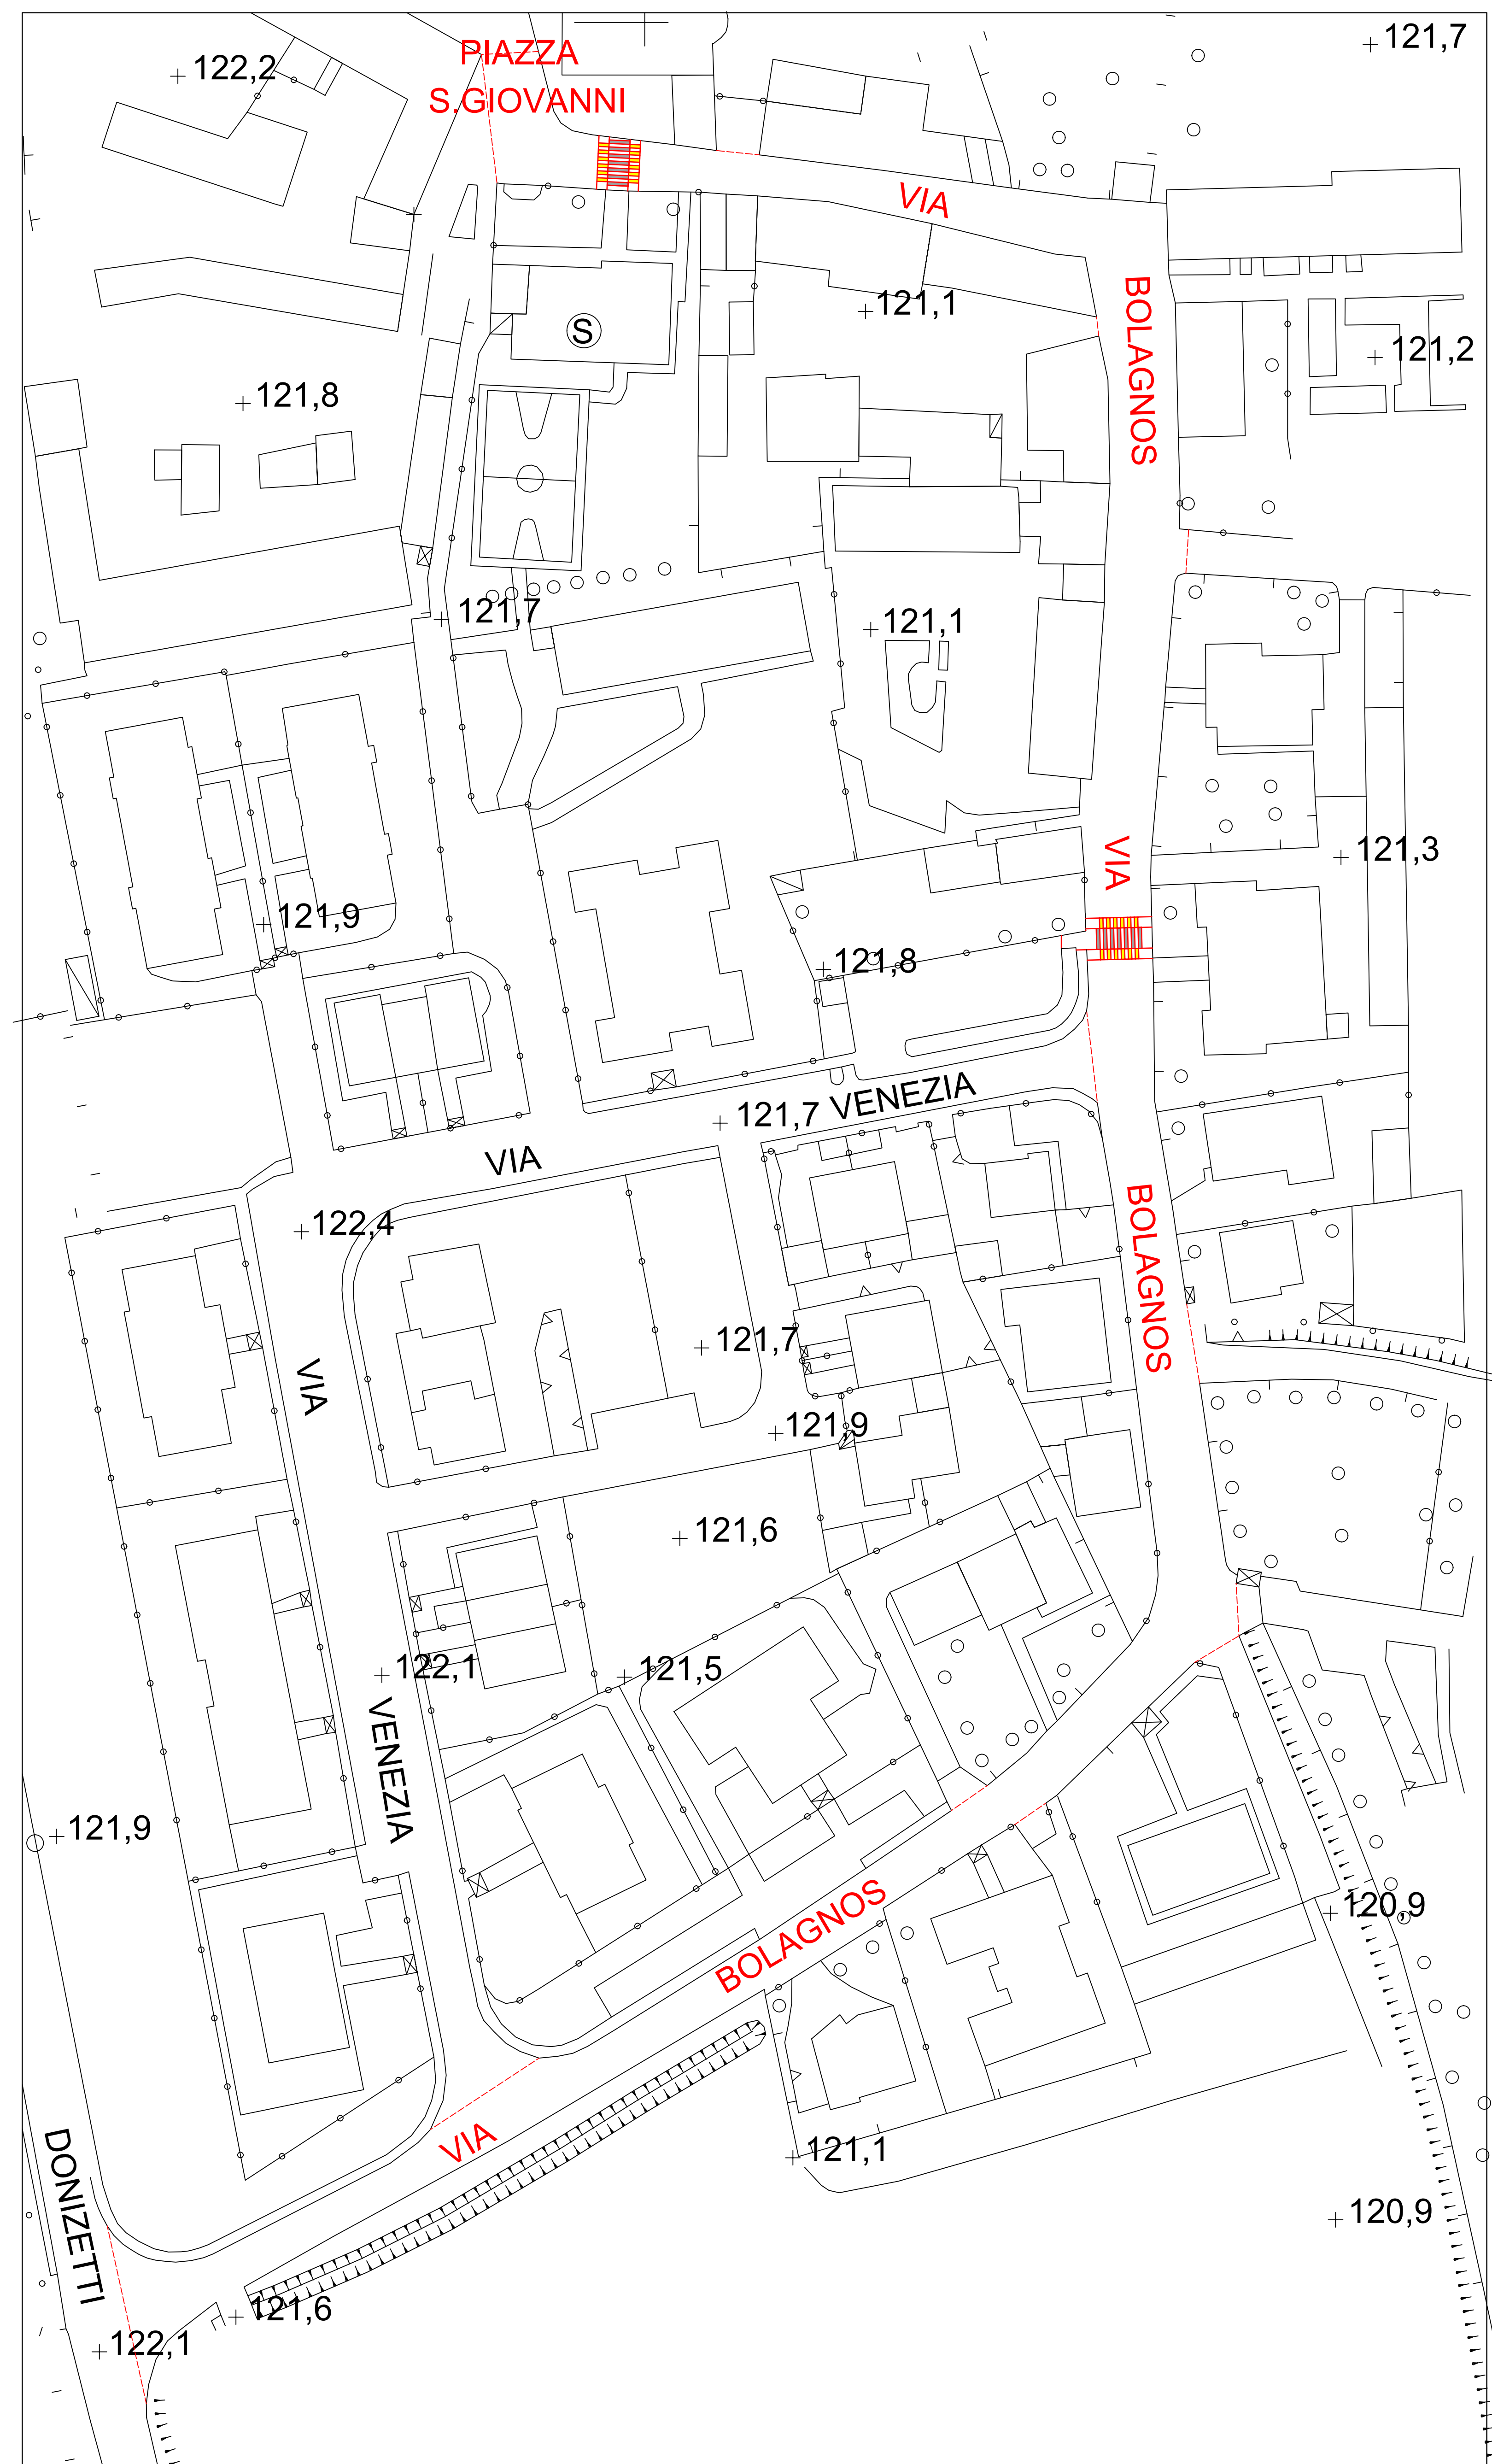 121,7
PIAZZA
122,2
S.GIOVANNI
VIA
121,1
BOLAGNOS
S
121,2
121,8
121,7
121,1
121,3
VIA
121,9
121,8
121,7
VENEZIA
VIA
122,4
BOLAGNOS
121,7
VIA
121,9
121,6
122,1
121,5
VENEZIA
121,9
120,9
BOLAGNOS
VIA
121,1
DONIZETTI
120,9
121,6
122,1